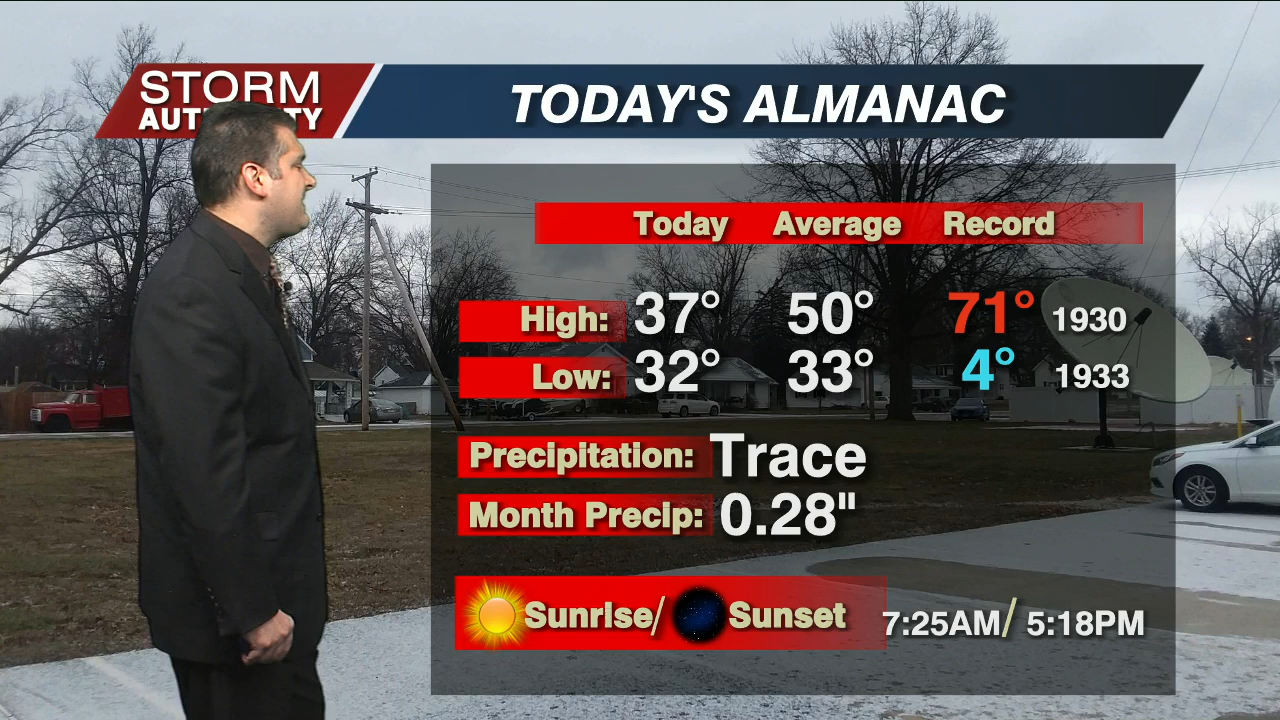 STORM
TODAY'S ALMANAC
Today Average Record
High: 37° 50° 71° 1930
Low: 32° 33° 4° 1933
Precipitation: Trace
Month Precip: 0.28"
Sunrise/ Sunset 7:25AM/ 5:18PM